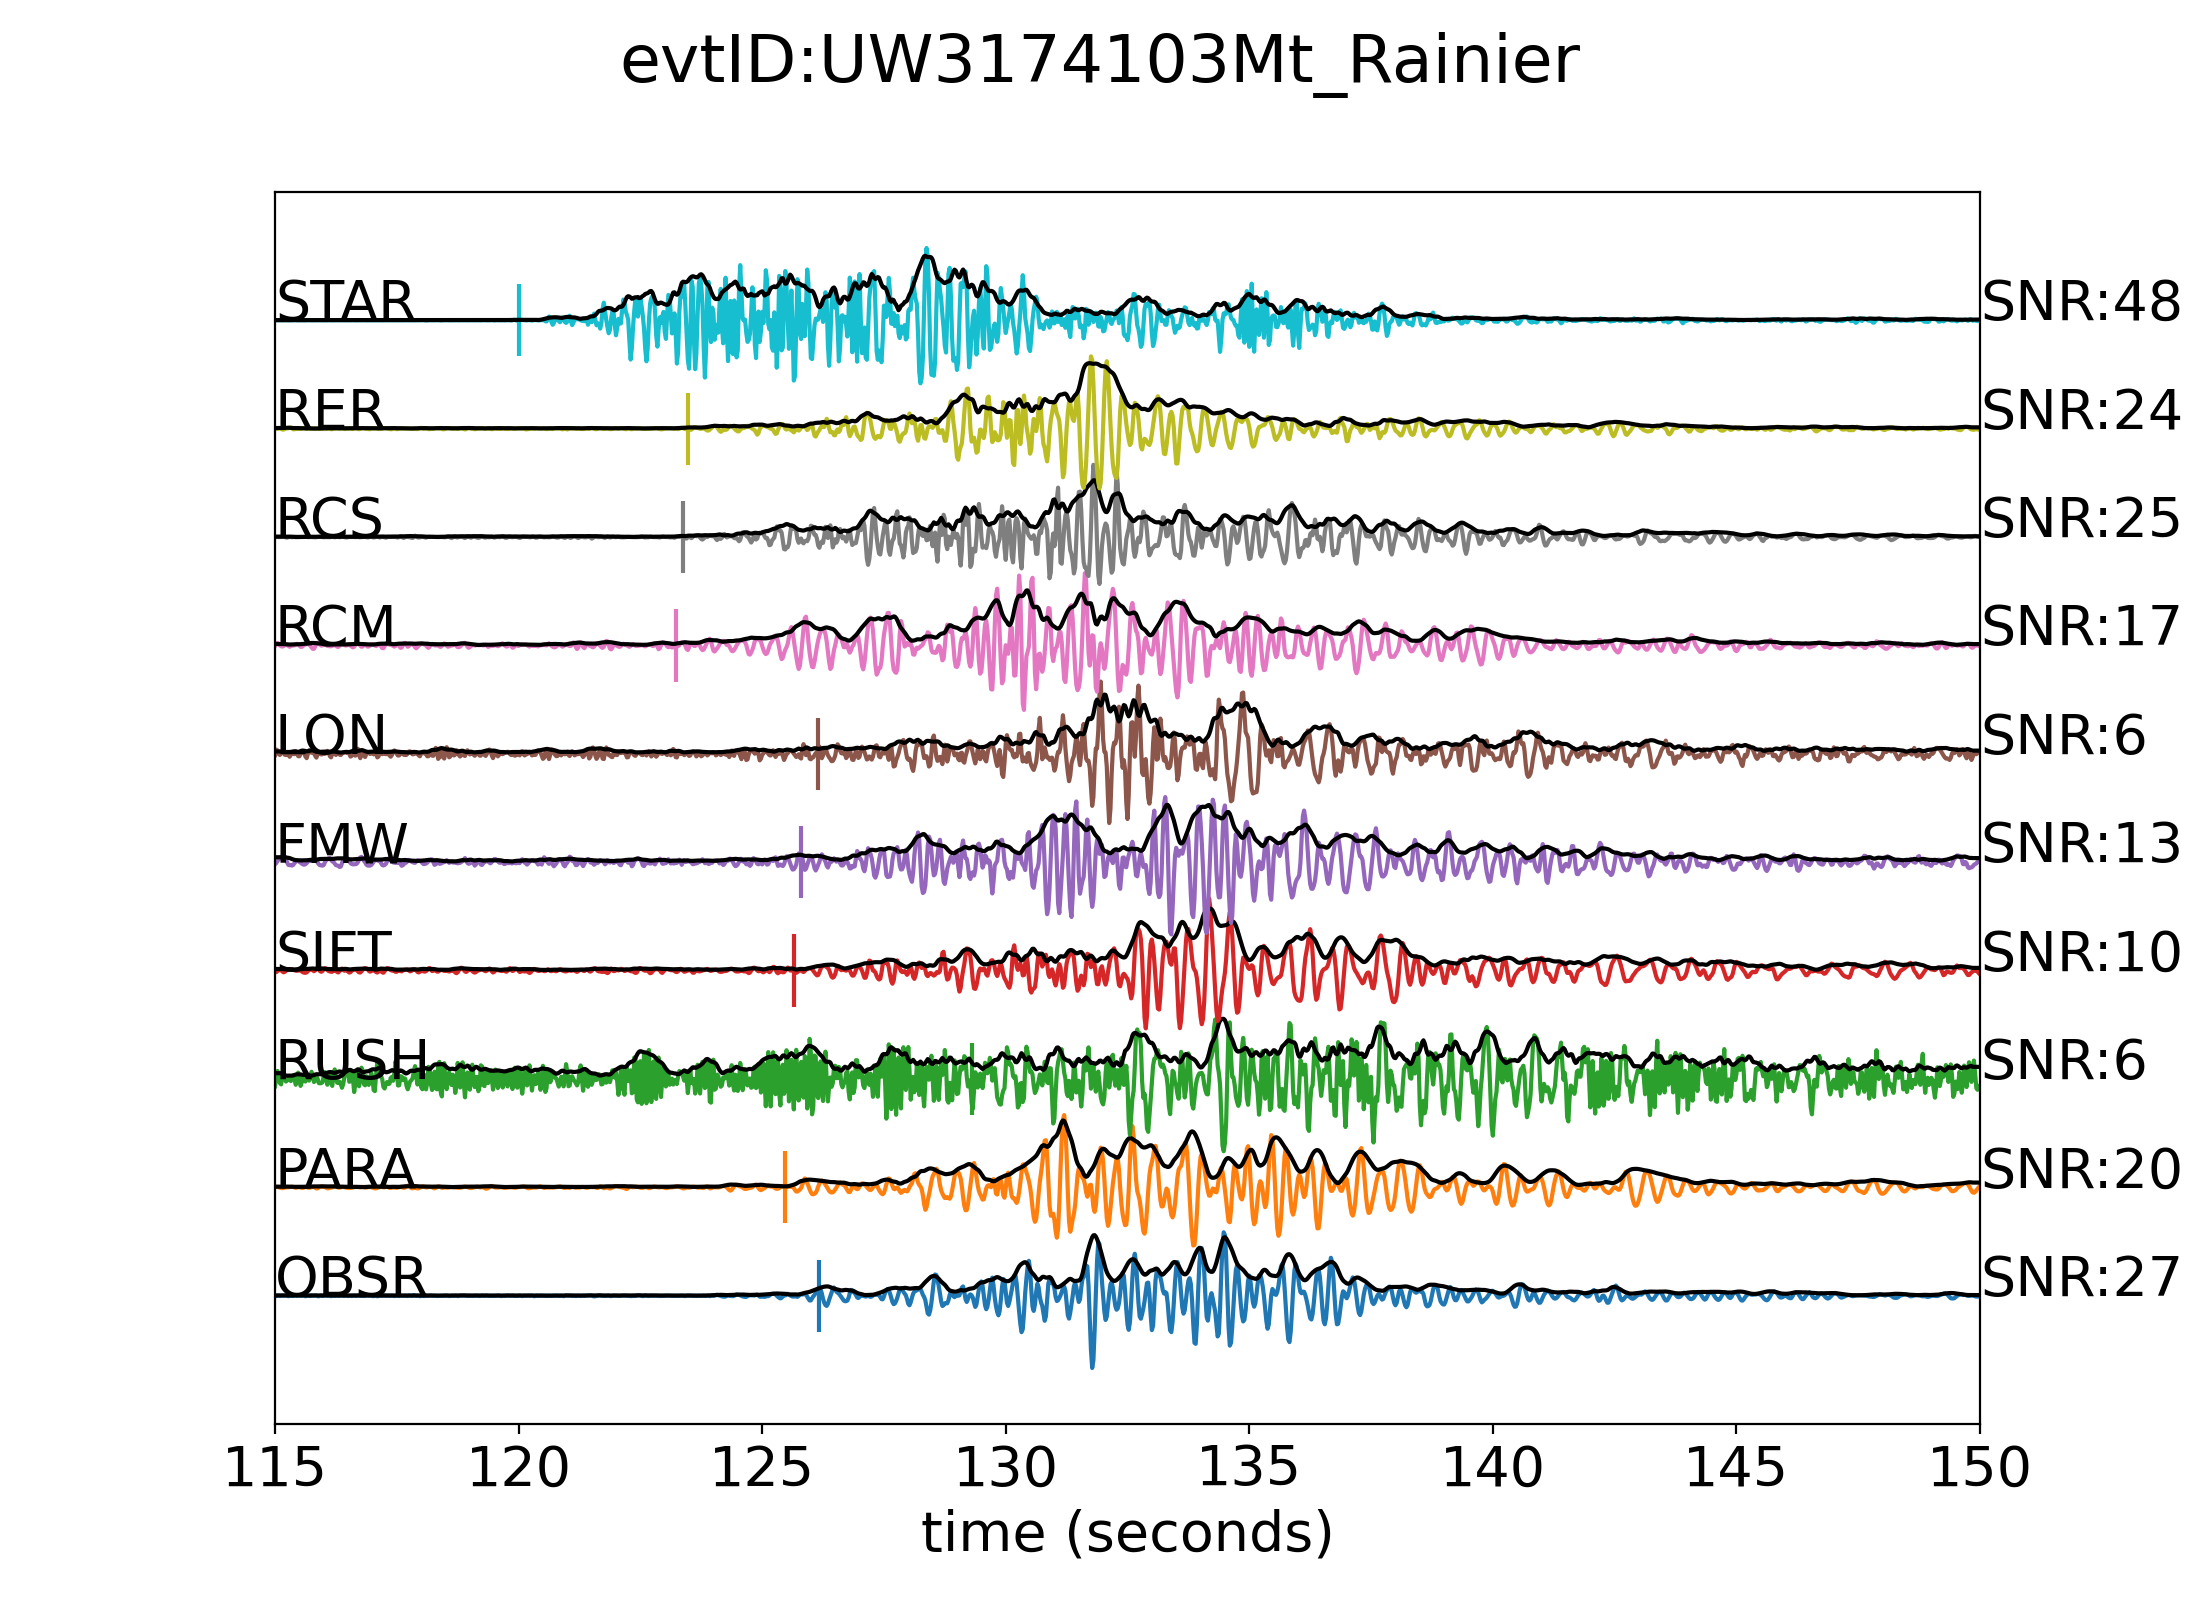 evtID:UW3174103Mt_Rainier
STAR SNR:48
RER SNR:24
RCS SNR:25
RCM SNR:17
LON SNR:6
FMW SNR:13
SIFT SNR:10
RUSH SNR:6
PARA SNR:20
OBSR SNR:27
115 120 125 130 135 140 145 150
time (seconds)